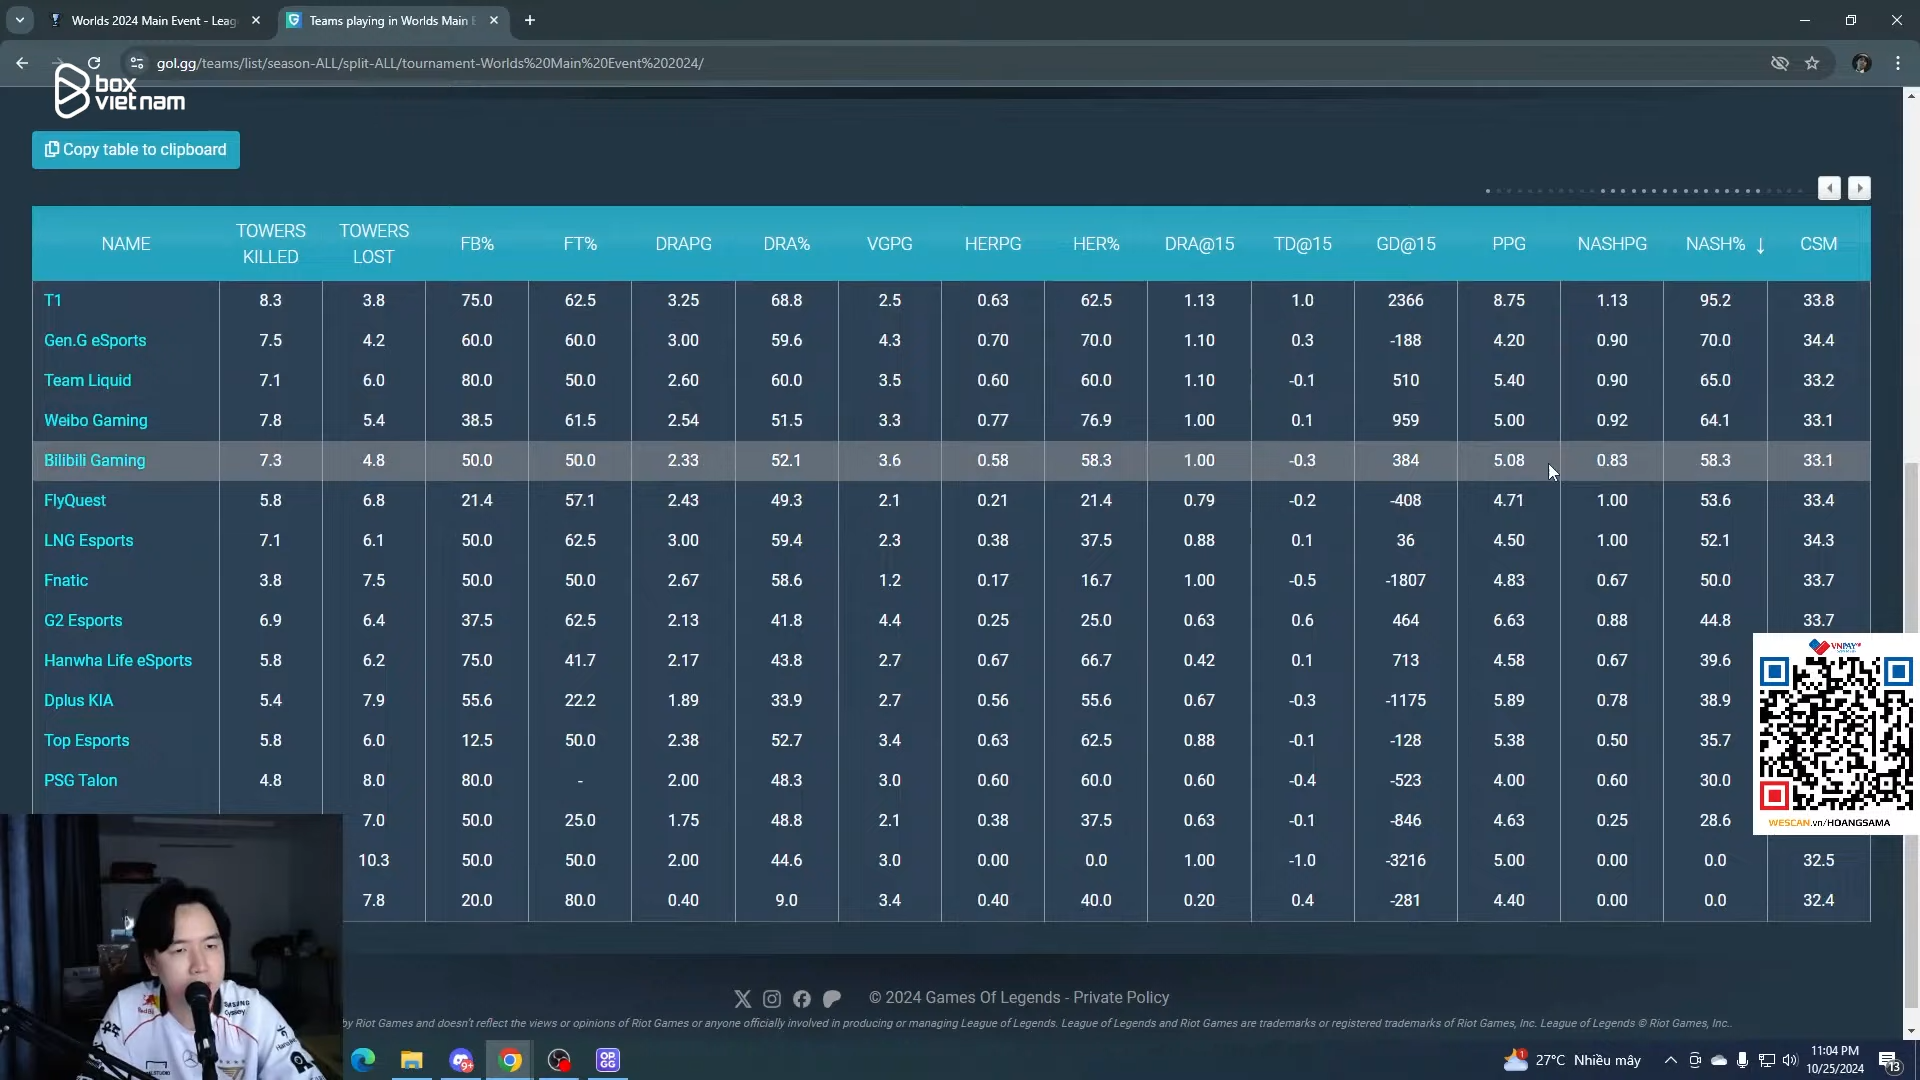 Worlds 2024 Main Event - Leag
Teams playing in Worlds Main E
gol.gg/teams/list/season-ALL/split-ALL/tournament-Worlds%20Main%20Event%202024/
box
việt nam
Copy table to clipboard
NAME TOWERS KILLED TOWERS LOST FB% FT% DRAPG DRA% VGPG HERPG HER% DRA@15 TD@15 GD@15 PPG NASHPG NASH% ↓ CSM
T1 8.3 3.8 75.0 62.5 3.25 68.8 2.5 0.63 62.5 1.13 1.0 2366 8.75 1.13 95.2 33.8
Gen.G eSports 7.5 4.2 60.0 60.0 3.00 59.6 4.3 0.70 70.0 1.10 0.3 -188 4.20 0.90 70.0 34.4
Team Liquid 7.1 6.0 80.0 50.0 2.60 60.0 3.5 0.60 60.0 1.10 -0.1 510 5.40 0.90 65.0 33.2
Weibo Gaming 7.8 5.4 38.5 61.5 2.54 51.5 3.3 0.77 76.9 1.00 0.1 959 5.00 0.92 64.1 33.1
Bilibili Gaming 7.3 4.8 50.0 50.0 2.33 52.1 3.6 0.58 58.3 1.00 -0.3 384 5.08 0.83 58.3 33.1
FlyQuest 5.8 6.8 21.4 57.1 2.43 49.3 2.1 0.21 21.4 0.79 -0.2 -408 4.71 1.00 53.6 33.4
LNG Esports 7.1 6.1 50.0 62.5 3.00 59.4 2.3 0.38 37.5 0.88 0.1 36 4.50 1.00 52.1 34.3
Fnatic 3.8 7.5 50.0 50.0 2.67 58.6 1.2 0.17 16.7 1.00 -0.5 -1807 4.83 0.67 50.0 33.7
G2 Esports 6.9 6.4 37.5 62.5 2.13 41.8 4.4 0.25 25.0 0.63 0.6 464 6.63 0.88 44.8 33.7
Hanwha Life eSports 5.8 6.2 75.0 41.7 2.17 43.8 2.7 0.67 66.7 0.42 0.1 713 4.58 0.67 39.6
Dplus KIA 5.4 7.9 55.6 22.2 1.89 33.9 2.7 0.56 55.6 0.67 -0.3 -1175 5.89 0.78 38.9
Top Esports 5.8 6.0 12.5 50.0 2.38 52.7 3.4 0.63 62.5 0.88 -0.1 -128 5.38 0.50 35.7
PSG Talon 4.8 8.0 80.0 - 2.00 48.3 3.0 0.60 60.0 0.60 -0.4 -523 4.00 0.60 30.0
7.0 50.0 25.0 1.75 48.8 2.1 0.38 37.5 0.63 -0.1 -846 4.63 0.25 28.6
10.3 50.0 50.0 2.00 44.6 3.0 0.00 0.0 1.00 -1.0 -3216 5.00 0.00 0.0 32.5
7.8 20.0 80.0 0.40 9.0 3.4 0.40 40.0 0.20 0.4 -281 4.40 0.00 0.0 32.4
VNPAY
WESCAN.vn/HOANGSAMA
© 2024 Games Of Legends - Private Policy
by Riot Games and doesn't reflect the views or opinions of Riot Games or anyone officially involved in producing or managing League of Legends. League of Legends and Riot Games are trademarks or registered trademarks of Riot Games, Inc. League of Legends © Riot Games, Inc..
9+
OP
GG
1
27°C Nhiều mây
11:04 PM
10/25/2024
13